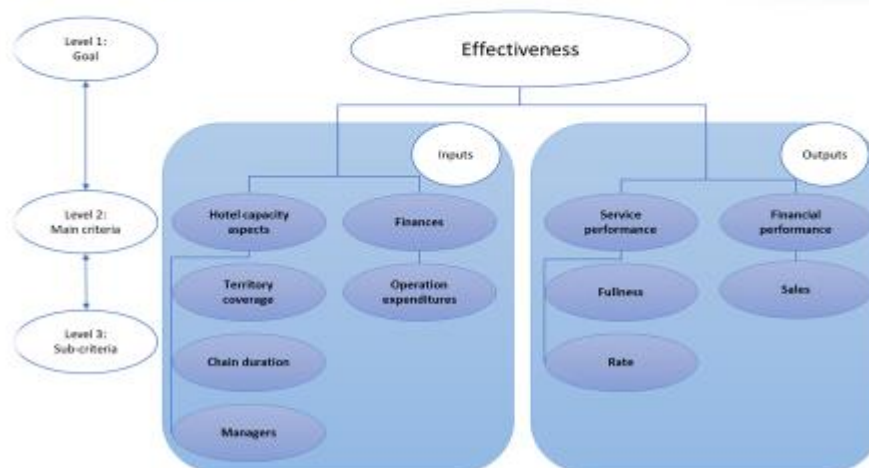 Level 1:
Goal
Effectiveness
Inputs
Outputs
Level 2:
Main criteria
Hotel capacity
aspects
Finances
Service
performance
Financial
performance
Territory
coverage
Operation
expenditures
Fullness
Sales
Level 3:
Sub-criteria
Chain duration
Rate
Managers